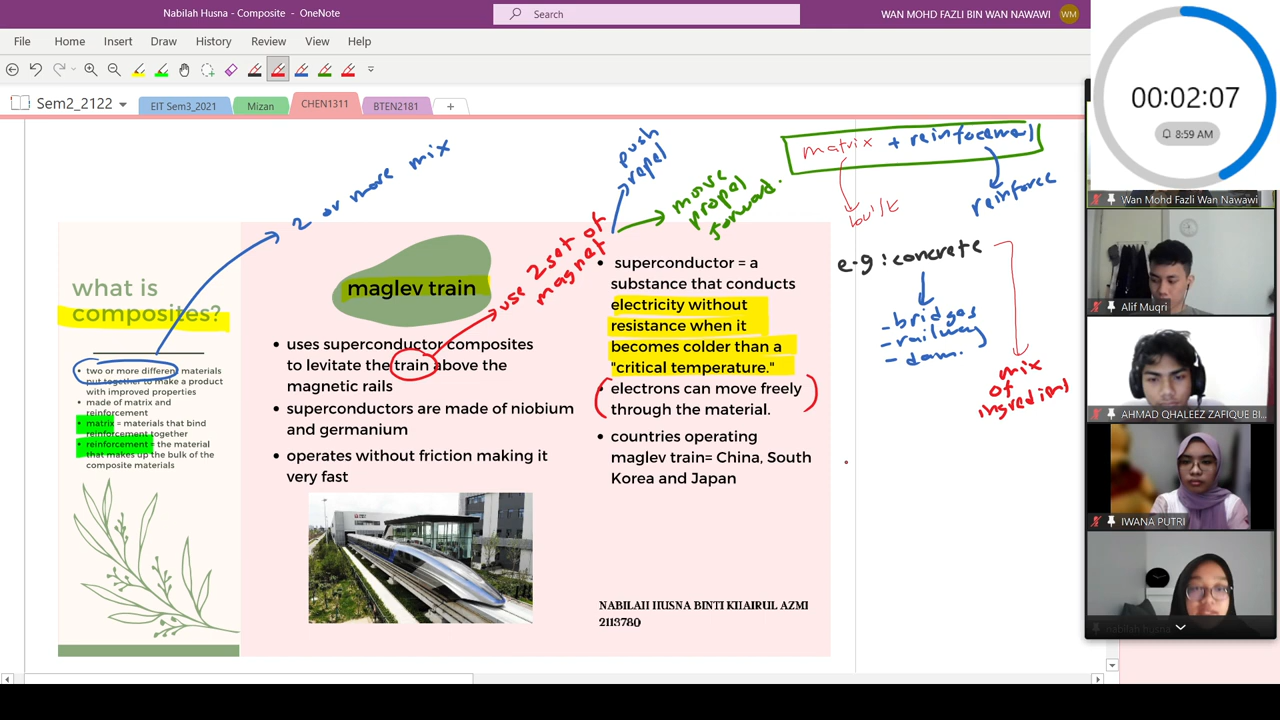 Nabilah Husna - Composite - OneNote
Search
WAN MOHD FAZLI BIN WAN NAWAWI
WM
File Home Insert Draw History Review View Help
Sem2_2122
EIT Sem3_2021
Mizan
CHEN1311
BTEN2181
+
00:02:07
8:59 AM
Wan Mohd Fazli Wan Nawawi
Alif Muqri
AHMAD QHALEEZ ZAFIQUE BI...
IWANA PUTRI
nabilah husna
2 or more mix
push
repel
move
propel
forward.
use 2 set of
magnet
matrix + reinforcement
built
reinforce
e-g : concrete
- bridges
- railway
- dam.
mix
of
ingredients
what is
composites?
• two or more different materials
put together to make a product
with improved properties
• made of matrix and
reinforcement
• matrix = materials that bind
reinforcement together
• reinforcement = the material
that makes up the bulk of the
composite materials
maglev train
• uses superconductor composites
to levitate the train above the
magnetic rails
• superconductors are made of niobium
and germanium
• operates without friction making it
very fast
• superconductor = a
substance that conducts
electricity without
resistance when it
becomes colder than a
"critical temperature."
• electrons can move freely
through the material.
• countries operating
maglev train= China, South
Korea and Japan
NABILAH HUSNA BINTI KHAIRUL AZMI
2113780